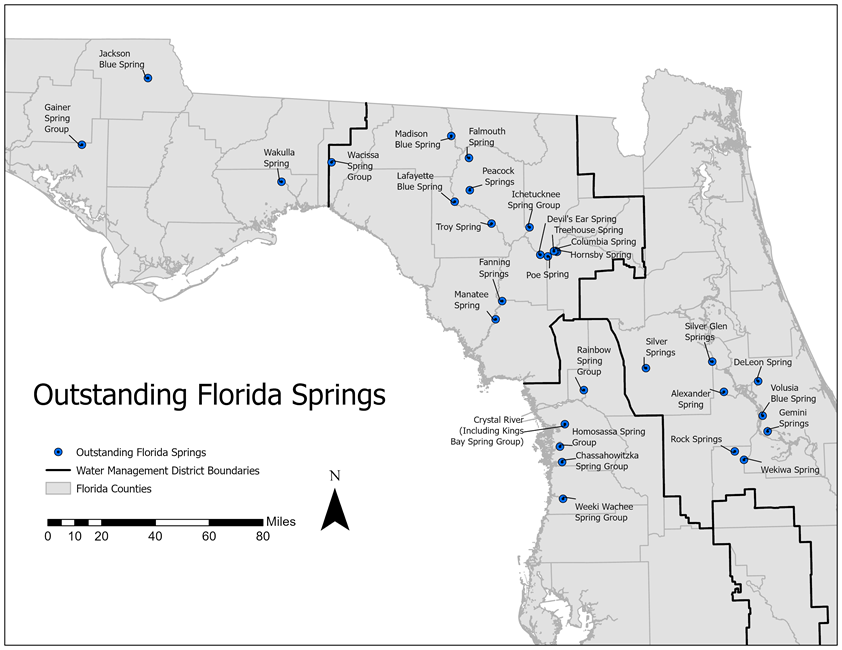 Jackson
Blue Spring
Gainer
Spring
Group
Wakulla
Spring
Wacissa
Spring
Group
Madison
Blue Spring
Falmouth
Spring
Lafayette
Blue Spring
Peacock
Springs
Ichetucknee
Spring Group
Troy Spring
Devil's Ear Spring
Treehouse Spring
Columbia Spring
Hornsby Spring
Poe Spring
Fanning
Springs
Manatee
Spring
Rainbow
Spring
Group
Silver
Springs
Silver Glen
Springs
DeLeon Spring
Alexander
Spring
Volusia
Blue Spring
Gemini
Springs
Rock Springs
Wekiwa Spring
Crystal River
(Including Kings
Bay Spring Group)
Homosassa Spring
Group
Chassahowitzka
Spring Group
Weeki Wachee
Spring Group
Outstanding Florida Springs
Outstanding Florida Springs
Water Management District Boundaries
Florida Counties
N
Miles
0 10 20 40 60 80